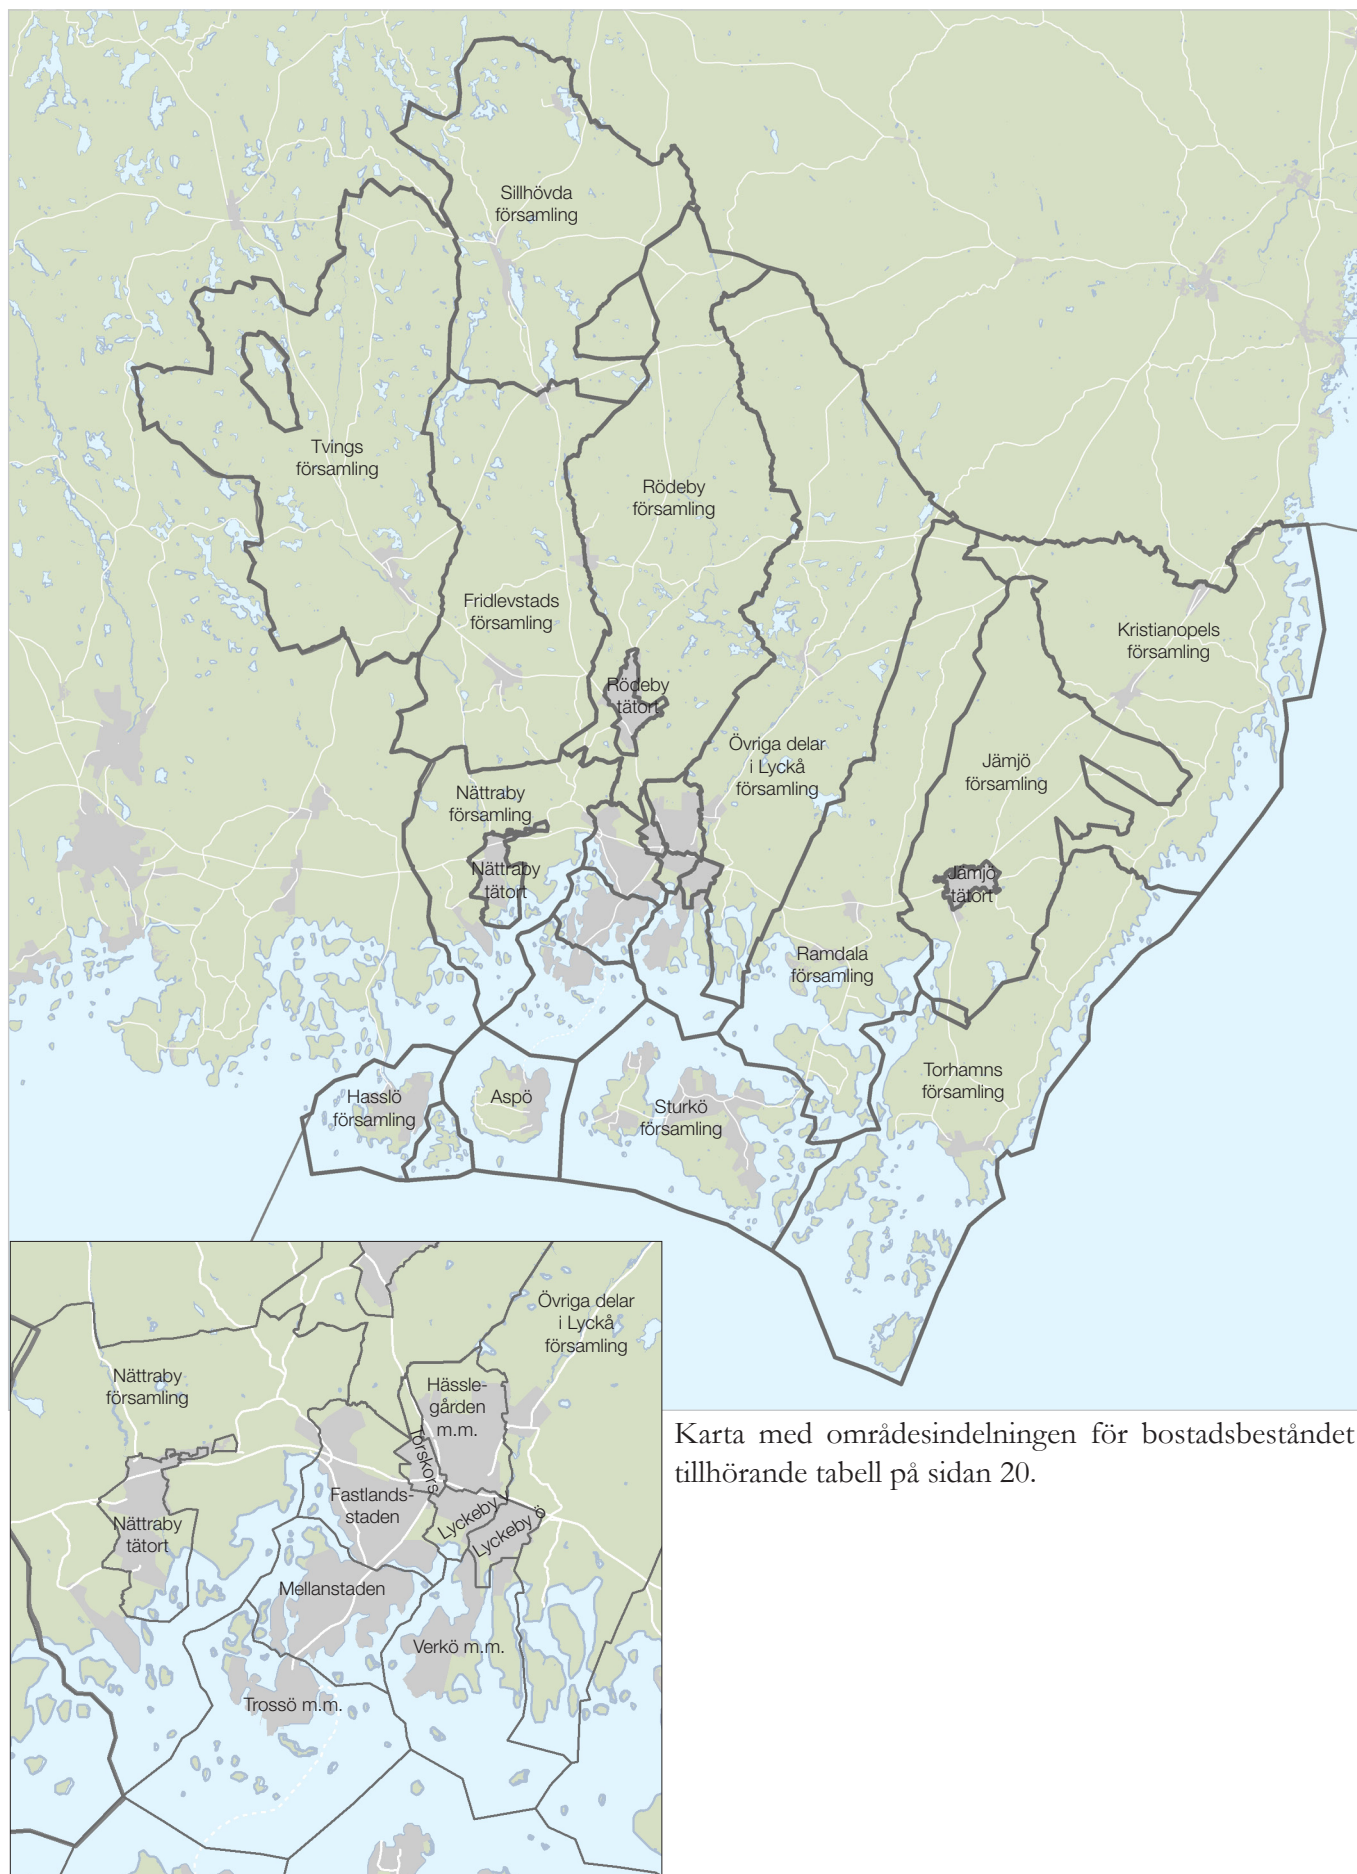 Sillhövda
församling
Tvings
församling
Rödeby
församling
Fridlevstads
församling
Kristianopels
församling
Rödeby
tätort
Övriga delar
i Lyckå
församling
Jämjö
församling
Nättraby
församling
Nättraby
tätort
Jämjö
tätort
Ramdala
församling
Torhamns
församling
Hasslö
församling
Aspö
Sturkö
församling
Övriga delar
i Lyckå
församling
Nättraby
församling
Hässle-
gården
m.m.
Torskors
Fastlands-
staden
Lyckeby v
Lyckeby ö
Nättraby
tätort
Mellanstaden
Verkö m.m.
Trossö m.m.
Karta med områdesindelningen för bostadsbeståndet
tillhörande tabell på sidan 20.